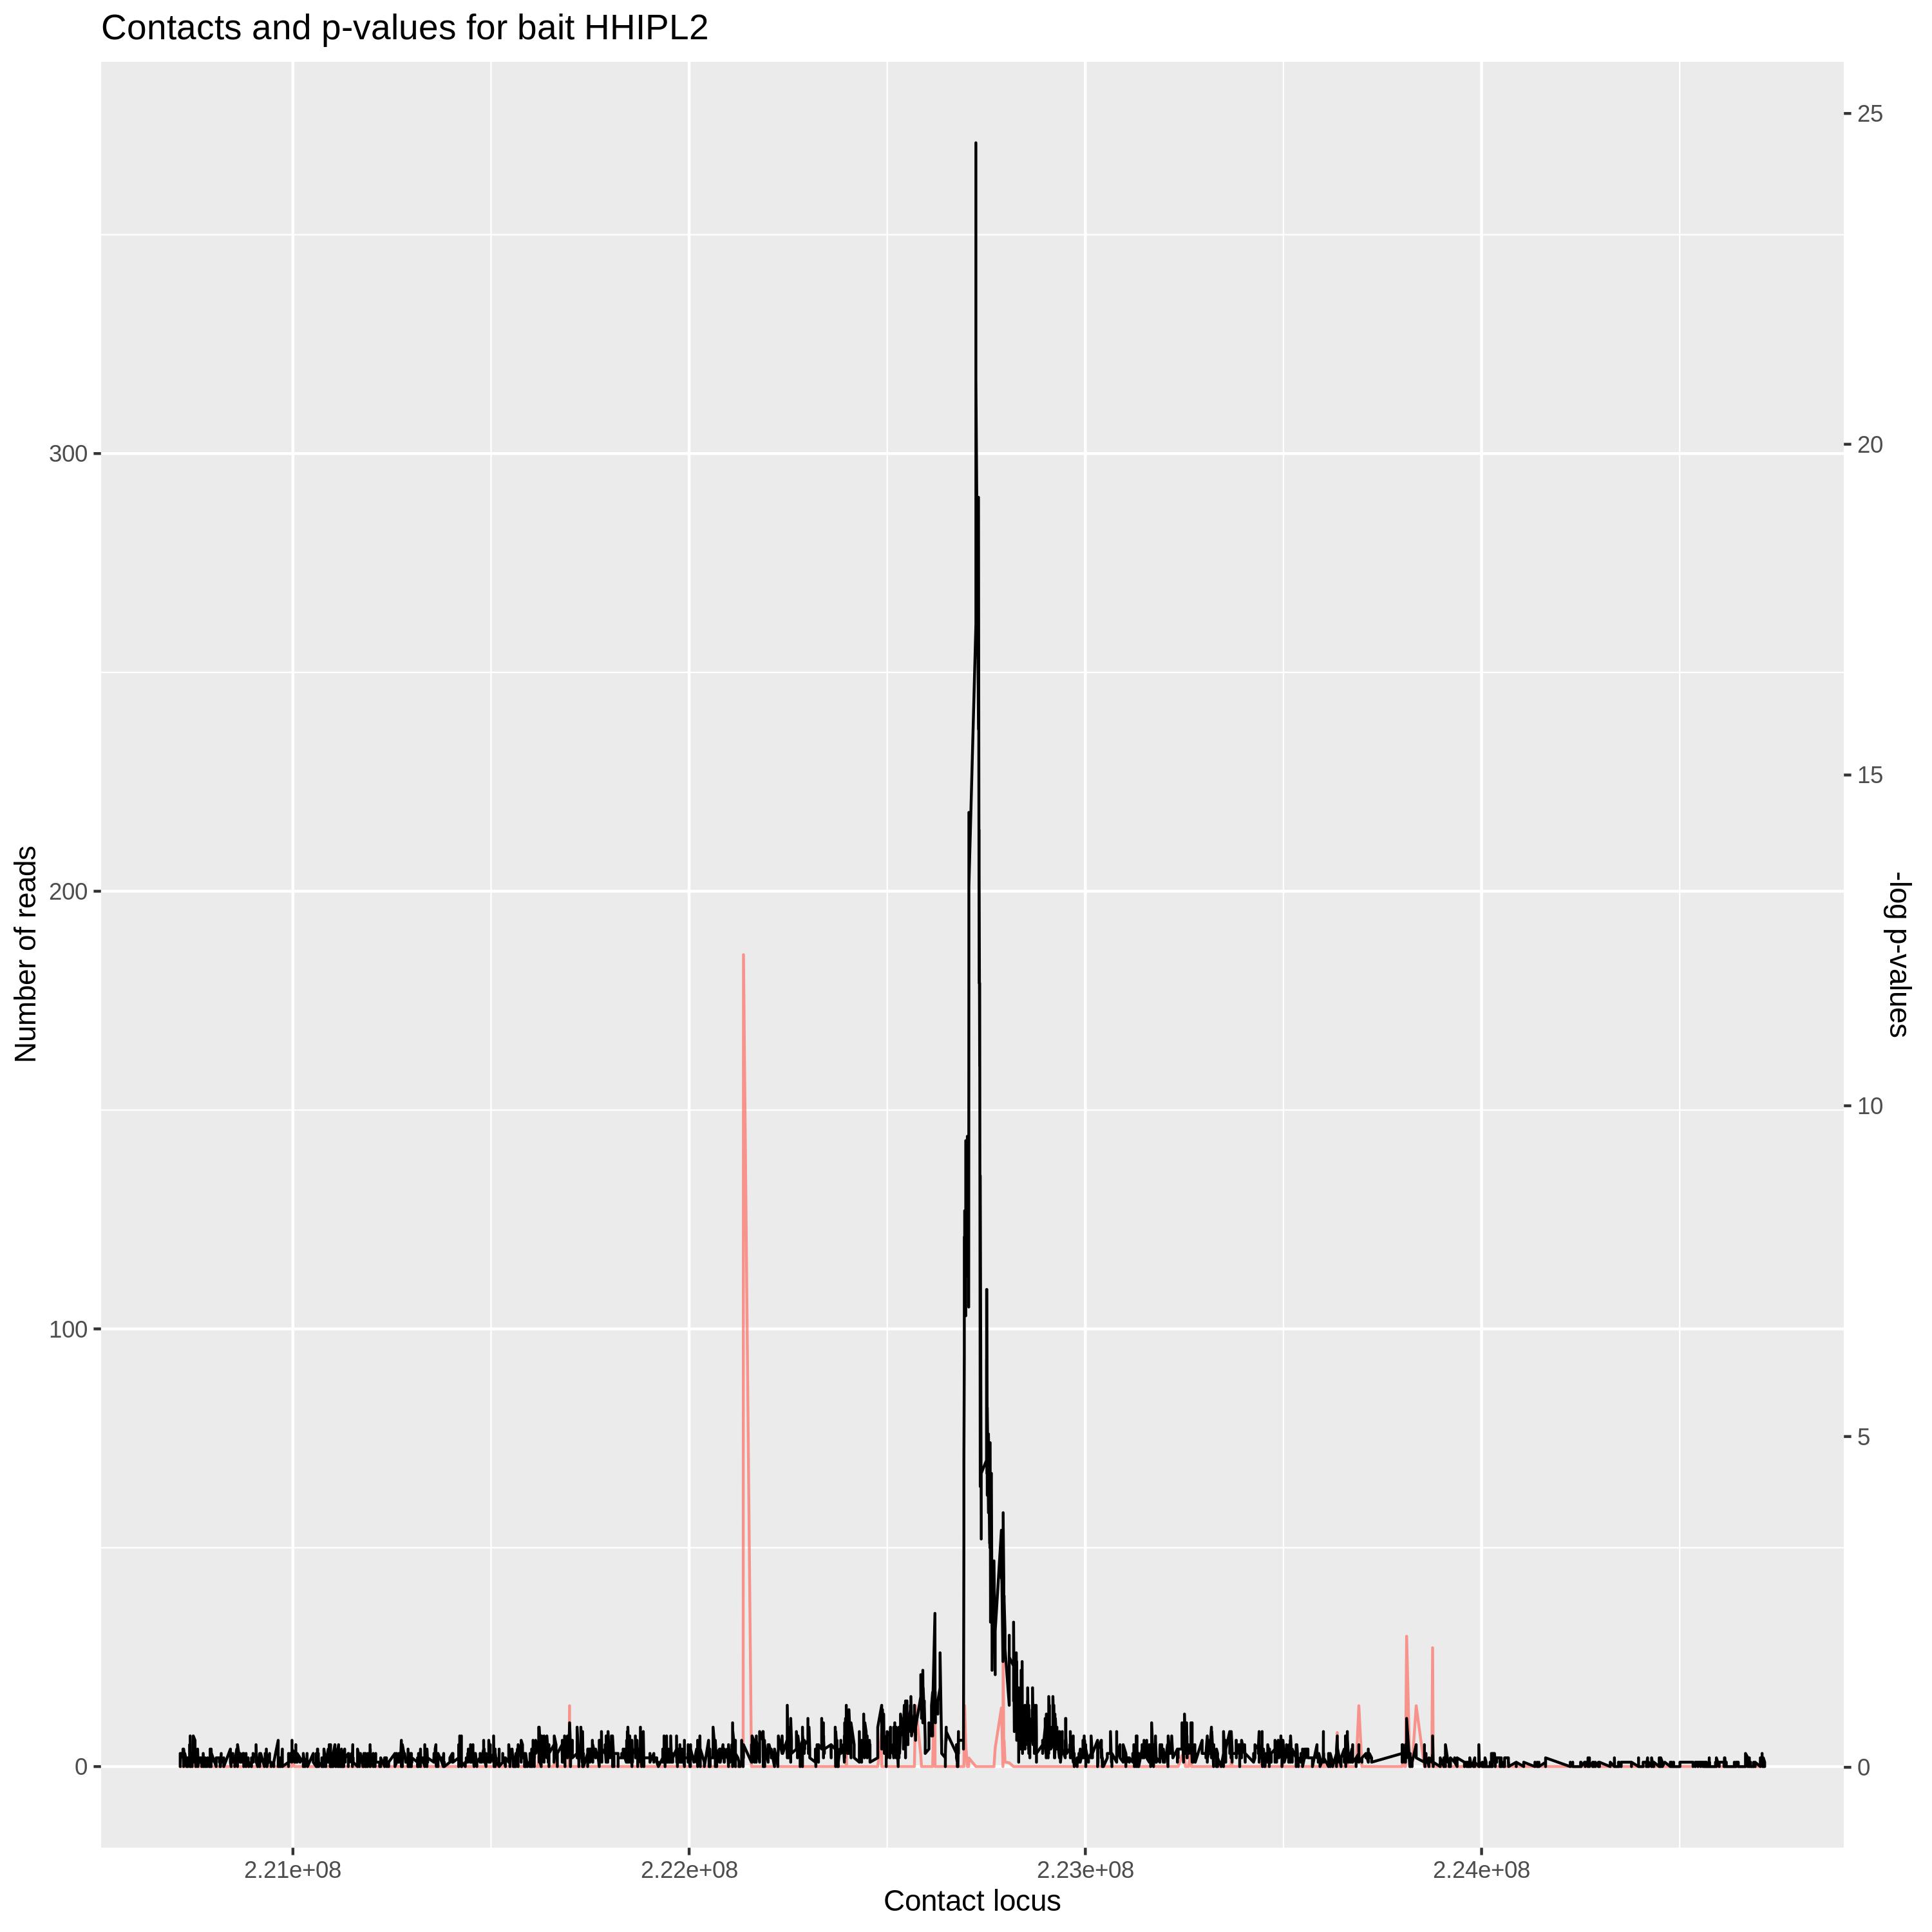 Contacts and p-values for bait HHIPL2
Number of reads
300
200
100
0
25
20
15
10
5
0
-log p-values
2.21e+08
2.22e+08
2.23e+08
2.24e+08
Contact locus